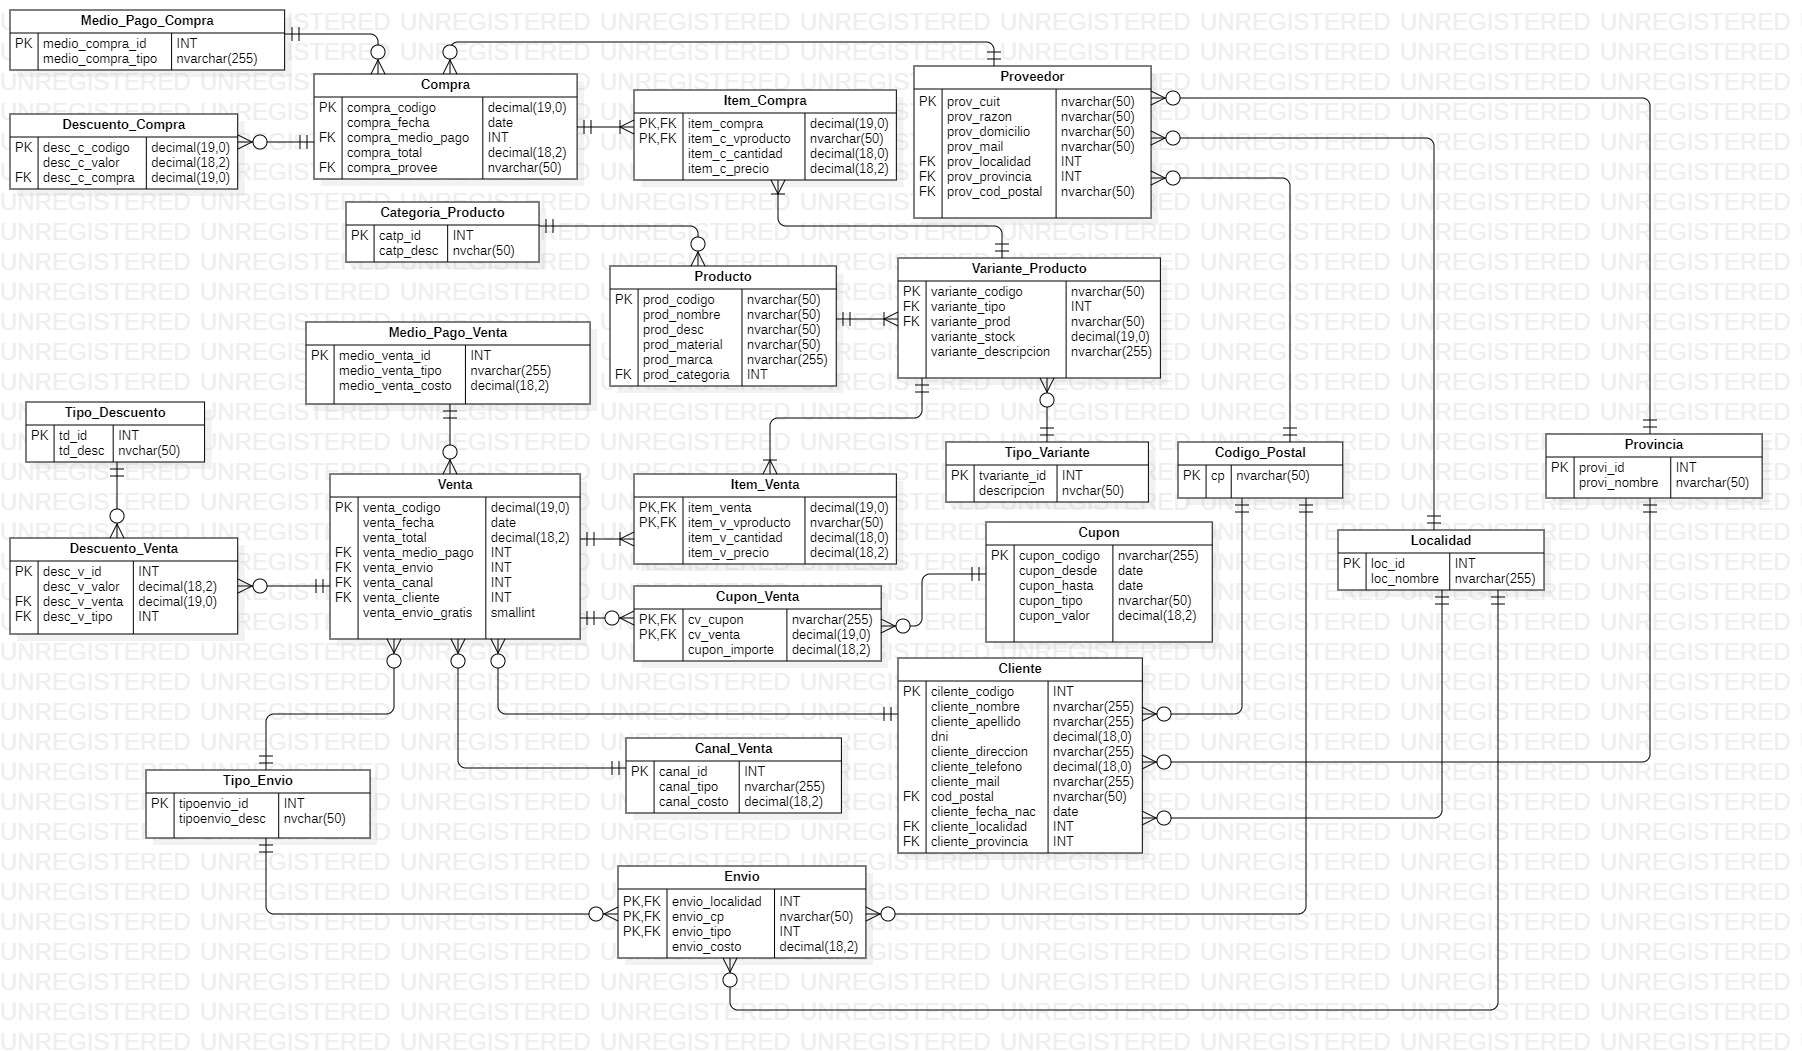 UNREGISTERED
Medio_Pago_Compra
PK medio_compra_id INT
medio_compra_tipo nvarchar(255)
Descuento_Compra
PK desc_c_codigo decimal(19,0)
desc_c_valor decimal(18,2)
FK desc_c_compra decimal(19,0)
Compra
PK compra_codigo decimal(19,0)
compra_fecha date
FK compra_medio_pago INT
compra_total decimal(18,2)
FK compra_provee nvarchar(50)
Item_Compra
PK,FK item_compra decimal(19,0)
PK,FK item_c_vproducto nvarchar(50)
item_c_cantidad decimal(18,0)
item_c_precio decimal(18,2)
Proveedor
PK prov_cuit nvarchar(50)
prov_razon nvarchar(50)
prov_domicilio nvarchar(50)
prov_mail nvarchar(50)
FK prov_localidad INT
FK prov_provincia INT
FK prov_cod_postal nvarchar(50)
Categoria_Producto
PK catp_id INT
catp_desc nvchar(50)
Producto
PK prod_codigo nvarchar(50)
prod_nombre nvarchar(50)
prod_desc nvarchar(50)
prod_material nvarchar(50)
prod_marca nvarchar(255)
FK prod_categoria INT
Variante_Producto
PK variante_codigo nvarchar(50)
FK variante_tipo INT
FK variante_prod nvarchar(50)
variante_stock decimal(19,0)
variante_descripcion nvarchar(255)
Medio_Pago_Venta
PK medio_venta_id INT
medio_venta_tipo nvarchar(255)
medio_venta_costo decimal(18,2)
Tipo_Descuento
PK td_id INT
td_desc nvchar(50)
Tipo_Variante
PK tvariante_id INT
descripcion nvchar(50)
Codigo_Postal
PK cp nvarchar(50)
Provincia
PK provi_id INT
provi_nombre nvarchar(50)
Venta
PK venta_codigo decimal(19,0)
venta_fecha date
venta_total decimal(18,2)
FK venta_medio_pago INT
FK venta_envio INT
FK venta_canal INT
FK venta_cliente INT
venta_envio_gratis smallint
Item_Venta
PK,FK item_venta decimal(19,0)
PK,FK item_v_vproducto nvarchar(50)
item_v_cantidad decimal(18,0)
item_v_precio decimal(18,2)
Descuento_Venta
PK desc_v_id INT
desc_v_valor decimal(18,2)
FK desc_v_venta decimal(19,0)
FK desc_v_tipo INT
Cupon
PK cupon_codigo nvarchar(255)
cupon_desde date
cupon_hasta date
cupon_tipo nvarchar(50)
cupon_valor decimal(18,2)
Localidad
PK loc_id INT
loc_nombre nvarchar(255)
Cupon_Venta
PK,FK cv_cupon nvarchar(255)
PK,FK cv_venta decimal(19,0)
cupon_importe decimal(18,2)
Cliente
PK cilente_codigo INT
cliente_nombre nvarchar(255)
cliente_apellido nvarchar(255)
dni decimal(18,0)
cliente_direccion nvarchar(255)
cliente_telefono decimal(18,0)
cliente_mail nvarchar(255)
FK cod_postal nvarchar(50)
cliente_fecha_nac date
FK cliente_localidad INT
FK cliente_provincia INT
Canal_Venta
PK canal_id INT
canal_tipo nvarchar(255)
canal_costo decimal(18,2)
Tipo_Envio
PK tipoenvio_id INT
tipoenvio_desc nvchar(50)
Envio
PK,FK envio_localidad INT
PK,FK envio_cp nvarchar(50)
PK,FK envio_tipo INT
envio_costo decimal(18,2)